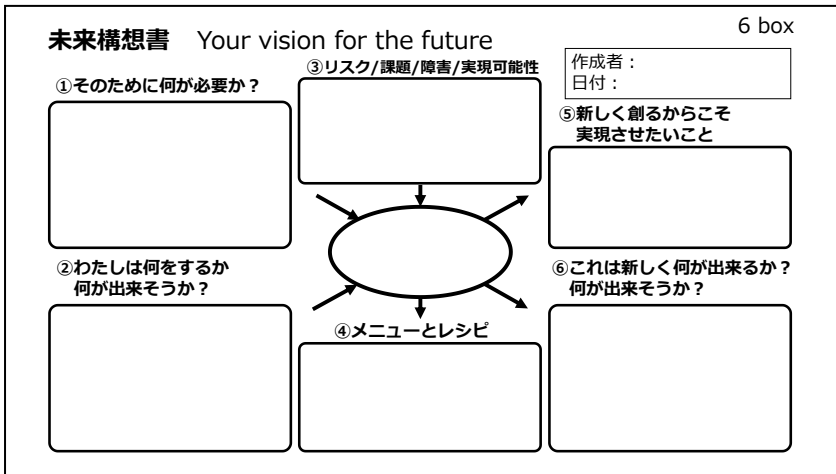 未来構想書 Your vision for the future
6 box
作成者：
日付：
①そのために何が必要か？
③リスク/課題/障害/実現可能性
⑤新しく創るからこそ
実現させたいこと
②わたしは何をするか
何が出来そうか？
④メニューとレシピ
⑥これは新しく何が出来るか？
何が出来そうか？